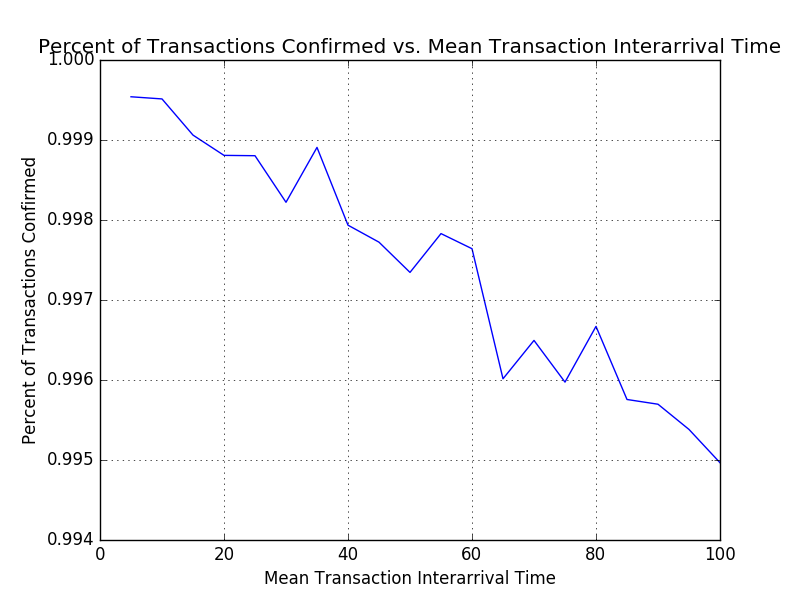 Percent of Transactions Confirmed vs. Mean Transaction Interarrival Time
1.000
0.999
0.998
0.997
0.996
0.995
0.994
Percent of Transactions Confirmed
0 20 40 60 80 100
Mean Transaction Interarrival Time